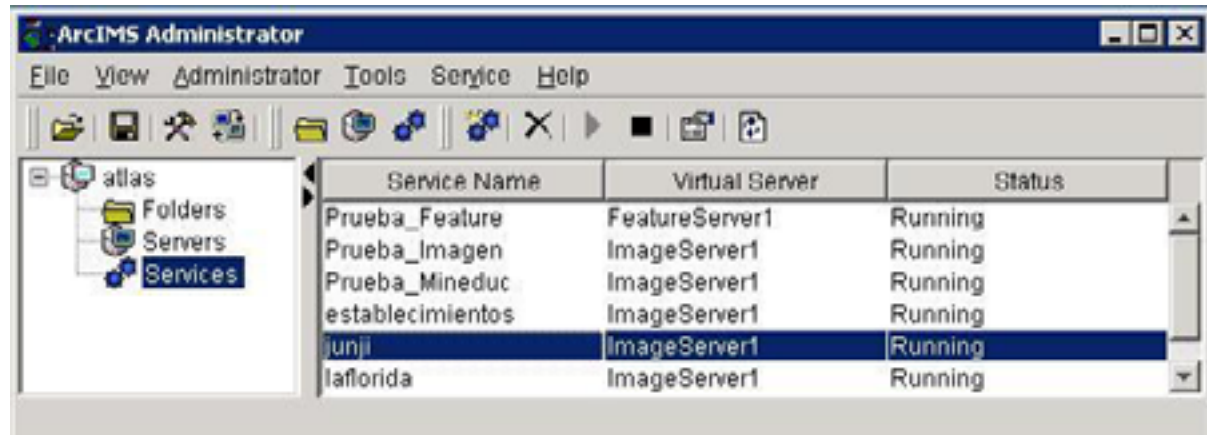 ArcIMS Administrator
File View Administrator Tools Service Help
atlas
Folders
Servers
Services
Service Name Virtual Server Status
Prueba_Feature FeatureServer1 Running
Prueba_Imagen ImageServer1 Running
Prueba_Mineduc ImageServer1 Running
establecimientos ImageServer1 Running
junji ImageServer1 Running
laflorida ImageServer1 Running